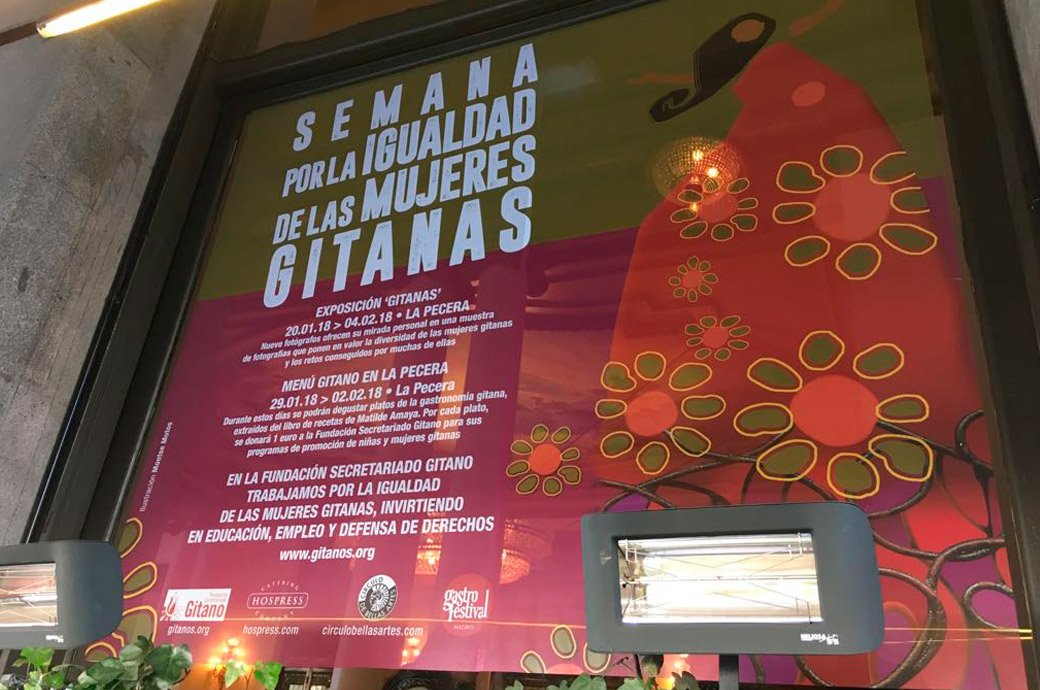 SEMANA
POR LA IGUALDAD
DE LAS MUJERES
GITANAS
EXPOSICIÓN 'GITANAS'
20.01.18 > 04.02.18 • LA PECERA
Nueve fotógrafos ofrecen su mirada personal en una muestra
de fotografías que ponen en valor la diversidad de las mujeres gitanas
y los retos conseguidos por muchas de ellas
MENÚ GITANO EN LA PECERA
29.01.18 > 02.02.18 • La Pecera
Durante estos días se podrán degustar platos de la gastronomía gitana,
extraídos del libro de recetas de Matilde Amaya. Por cada plato,
se donará 1 euro a la Fundación Secretariado Gitano para sus
programas de promoción de niñas y mujeres gitanas
EN LA FUNDACIÓN SECRETARIADO GITANO
TRABAJAMOS POR LA IGUALDAD
DE LAS MUJERES GITANAS, INVIRTIENDO
EN EDUCACIÓN, EMPLEO Y DEFENSA DE DERECHOS
www.gitanos.org
Ilustración Montse Motos
Fundación
Secretariado
Gitano
gitanos.org
CATERING
HOSPRESS
hospress.com
CÍRCULO
DE BELLAS ARTES
circulobellasartes.com
gastro
festival
MADRID